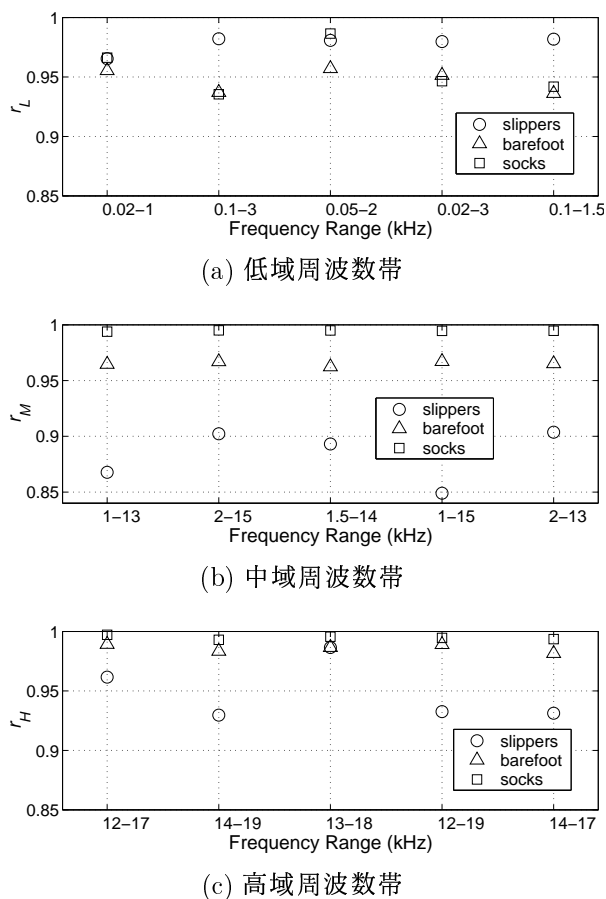 1
0.95
0.9
0.85
r_L
slippers
barefoot
socks
0.02−1 0.1−3 0.05−2 0.02−3 0.1−1.5
Frequency Range (kHz)
(a) 低域周波数帯
1
0.95
0.9
0.85
r_M
slippers
barefoot
socks
1−13 2−15 1.5−14 1−15 2−13
Frequency Range (kHz)
(b) 中域周波数帯
1
0.95
0.9
0.85
r_H
slippers
barefoot
socks
12−17 14−19 13−18 12−19 14−17
Frequency Range (kHz)
(c) 高域周波数帯